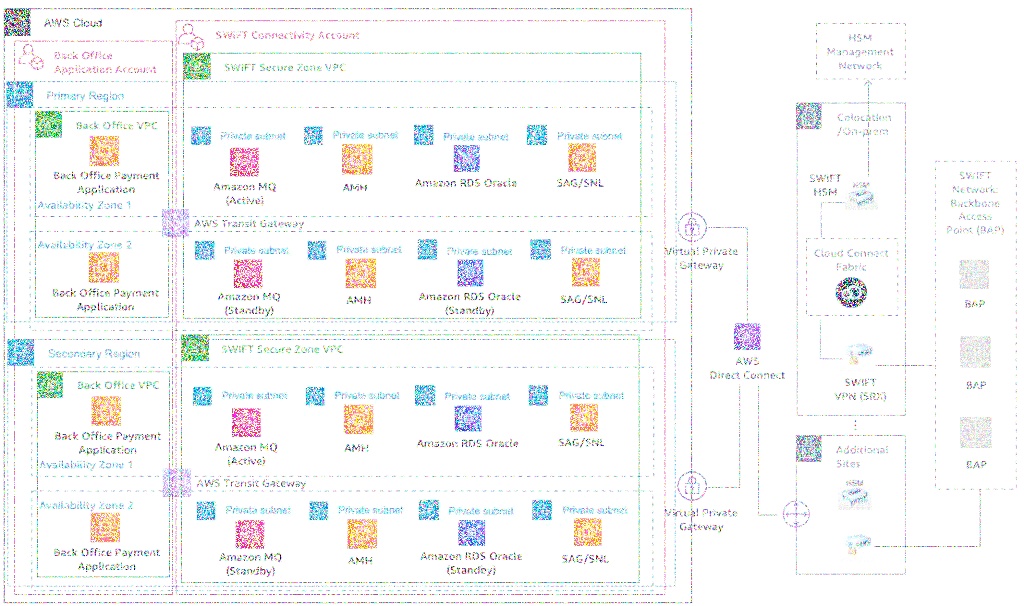 AWS Cloud
SWIFT Connectivity Account
Back Office
Application Account
SWIFT Secure Zone VPC
Primary Region
Back Office VPC
Private subnet
Private subnet
Private subnet
Private subnet
Back Office Payment
Application
Amazon MQ
(Active)
AMH
Amazon RDS Oracle
SAG/SNL
Availability Zone 1
AWS Transit Gateway
Availability Zone 2
Private subnet
Private subnet
Private subnet
Private subnet
Back Office Payment
Application
Amazon MQ
(Standby)
AMH
Amazon RDS Oracle
(Standby)
SAG/SNL
Secondary Region
SWIFT Secure Zone VPC
Back Office VPC
Private subnet
Private subnet
Private subnet
Private subnet
Back Office Payment
Application
Amazon MQ
(Active)
AMH
Amazon RDS Oracle
SAG/SNL
Availability Zone 1
AWS Transit Gateway
Availability Zone 2
Private subnet
Private subnet
Private subnet
Private subnet
Back Office Payment
Application
Amazon MQ
(Standby)
AMH
Amazon RDS Oracle
(Standby)
SAG/SNL
Virtual Private
Gateway
AWS
Direct Connect
Virtual Private
Gateway
HSM
Management
Network
Colocation
/On-prem
SWIFT
HSM
HSM
Cloud Connect
Fabric
SWIFT
VPN (SRX)
Additional
Sites
HSM
SWIFT
Network:
Backbone
Access
Point (BAP)
BAP
BAP
BAP